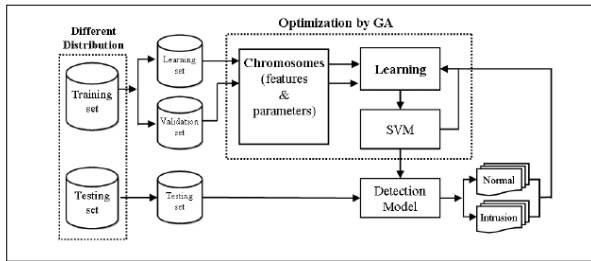 Different
Distribution
Optimization by GA
Training
set
Learning
set
Validation
set
Chromosomes
(features
&
parameters)
Learning
SVM
Testing
set
Testing
set
Detection
Model
Normal
Intrusion